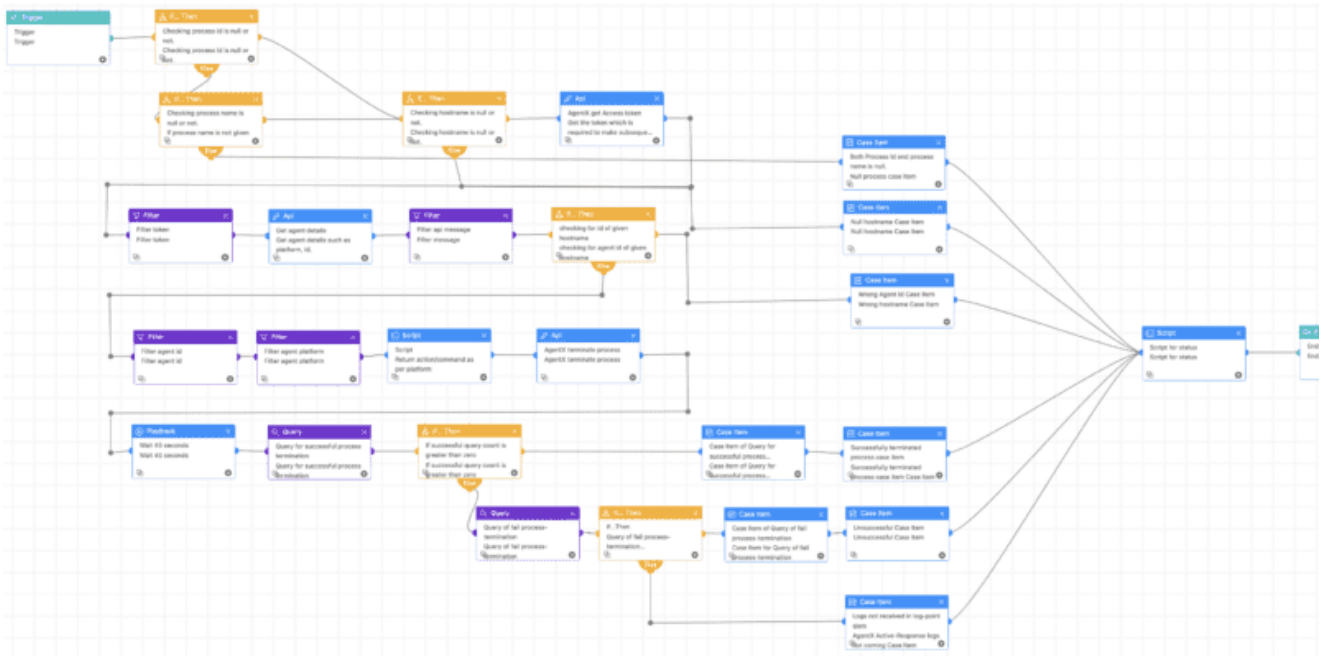 Trigger
Trigger
Trigger
If... Then
Checking process id is null or
not.
Checking process id is null or
not
Else
If... Then
Checking process name is
null or not.
If process name is not given
Else
If... Then
Checking hostname is null or
not.
Checking hostname is null or
not.
Else
Api
AgentX get Access token
Get the token which is
required to make subseque...
Case Item
Both Process Id and process
name is null.
Null process case item
Case Item
Null hostname Case Item
Null hostname Case Item
Case Item
Wrong Agent Id Case Item
Wrong hostname Case Item
Filter
Filter token
Filter token
Api
Get agent details
Get agent details such as
platform, id.
Filter
Filter api message
Filter message
If... Then
checking for id of given
hostname
checking for agent id of given
hostname
Else
Filter
Filter agent id
Filter agent id
Filter
Filter agent platform
Filter agent platform
Script
Script
Return action/command as
per platform
Api
AgentX terminate process
AgentX terminate process
Script
Script for status
Script for status
End
Playbook
Wait 40 seconds
Wait 40 seconds
Query
Query for successful process
termination
Query for successful process
termination
If... Then
If successful query count is
greater than zero
If successful query count is
greater than zero
Else
Case Item
Case Item of Query for
successful process...
Case Item of Query for
successful process...
Case Item
Successfully terminated
process case item
Successfully terminated
process case item Case Item
Query
Query of fail process-
termination
Query of fail process-
termination
If... Then
If...Then
Query of fail process-
termination...
Else
Case Item
Case Item of Query of fail
process-termination
Case Item for Query of fail
process-termination
Case Item
Unsuccessful Case Item
Unsuccessful Case Item
Case Item
Logs not received in log-point
siem
AgentX Active-Response logs
not coming Case Item